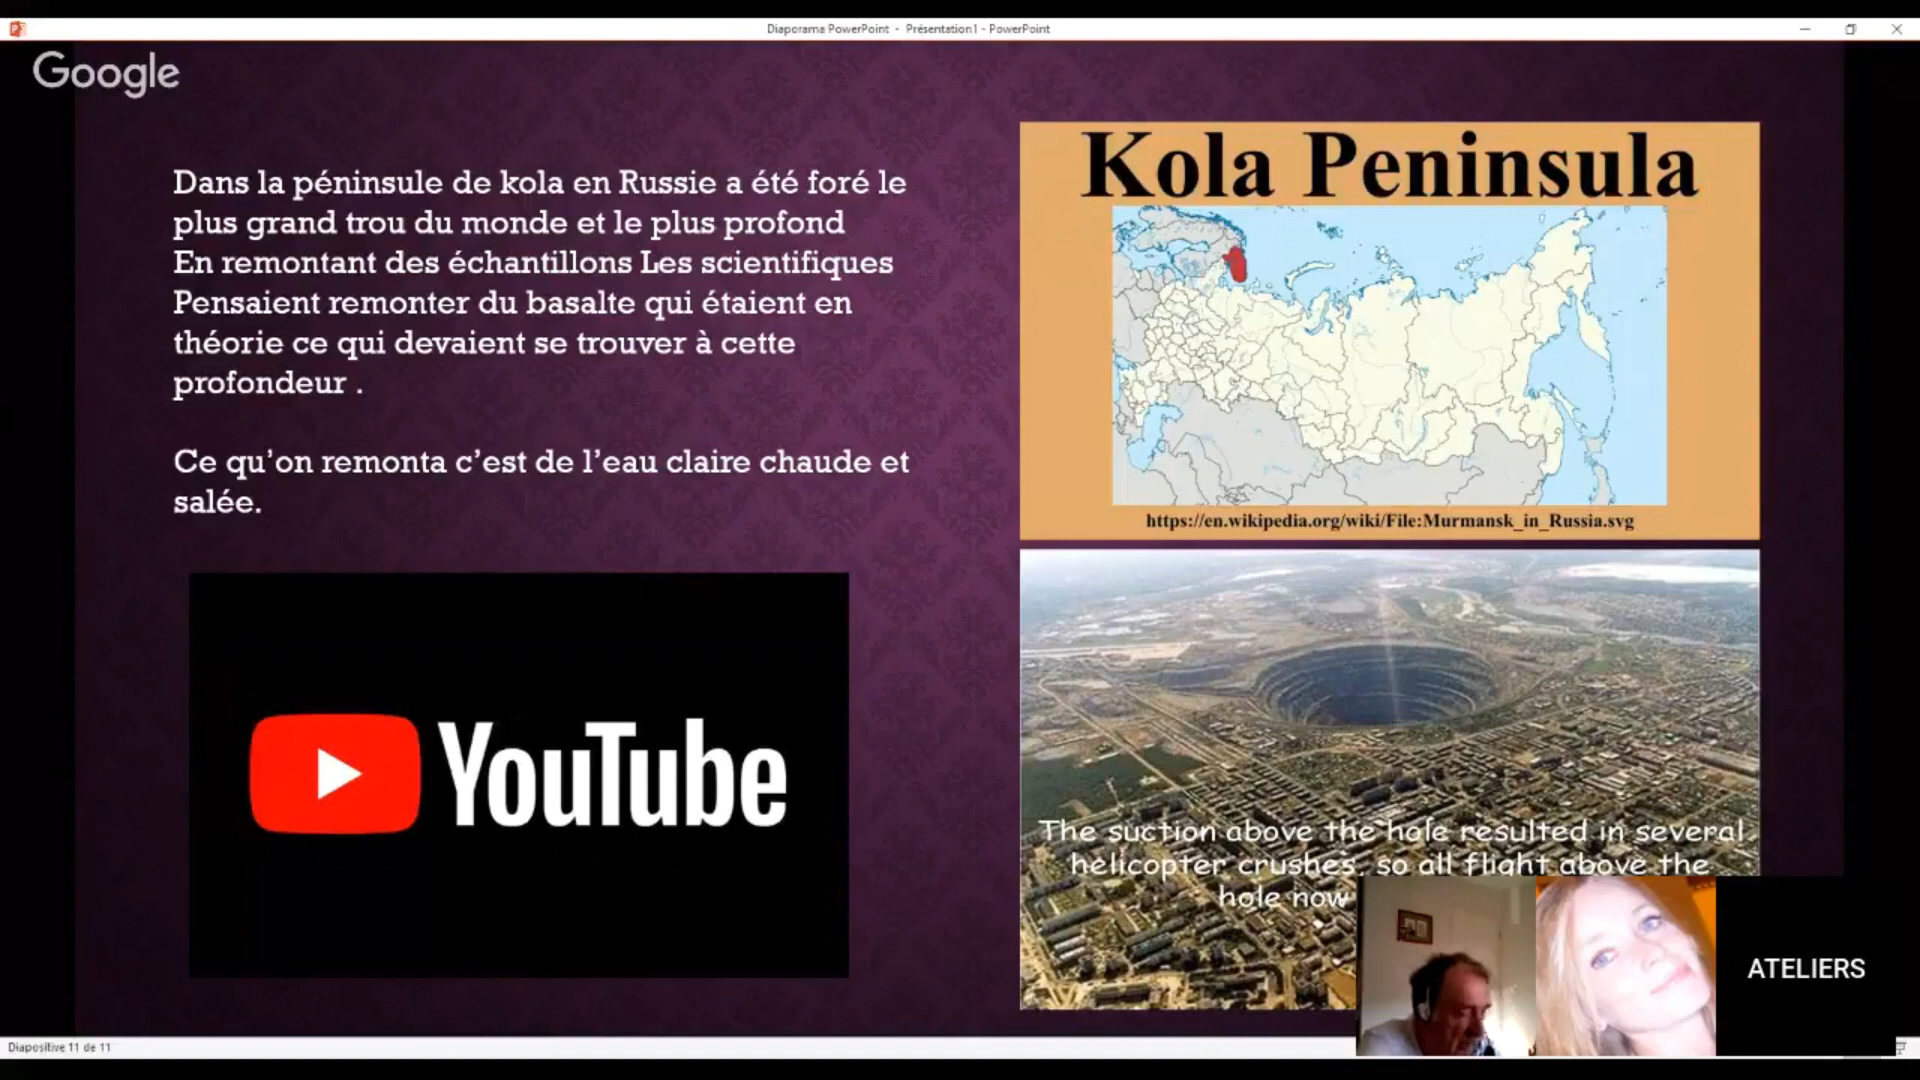 Diaporama PowerPoint - Présentation1 - PowerPoint
Google
Dans la péninsule de kola en Russie a été foré le
plus grand trou du monde et le plus profond
En remontant des échantillons Les scientifiques
Pensaient remonter du basalte qui étaient en
théorie ce qui devaient se trouver à cette
profondeur .
Ce qu'on remonta c'est de l'eau claire chaude et
salée.
YouTube
Kola Peninsula
https://en.wikipedia.org/wiki/File:Murmansk_in_Russia.svg
The suction above the hole resulted in several
helicopter crushes, so all flight above the
hole now
ATELIERS
Diapositive 11 de 11